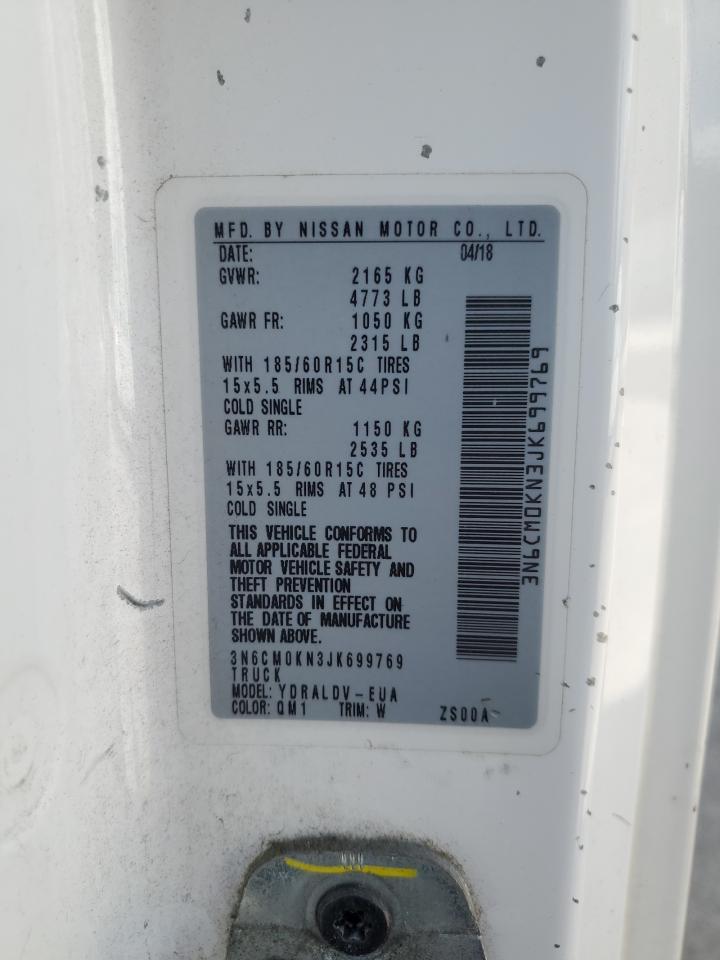 MFD. BY NISSAN MOTOR CO., LTD.
DATE: 04/18
GVWR: 2165 KG
4773 LB
GAWR FR: 1050 KG
2315 LB
WITH 185/60R15C TIRES
15x5.5 RIMS AT 44PSI
COLD SINGLE
GAWR RR: 1150 KG
2535 LB
WITH 185/60R15C TIRES
15x5.5 RIMS AT 48 PSI
COLD SINGLE
THIS VEHICLE CONFORMS TO
ALL APPLICABLE FEDERAL
MOTOR VEHICLE SAFETY AND
THEFT PREVENTION
STANDARDS IN EFFECT ON
THE DATE OF MANUFACTURE
SHOWN ABOVE.
3N6CM0KN3JK699769
TRUCK
MODEL: YDRALDV-EUA
COLOR: QM1 TRIM: W ZS00A
3N6CM0KN3JK699769